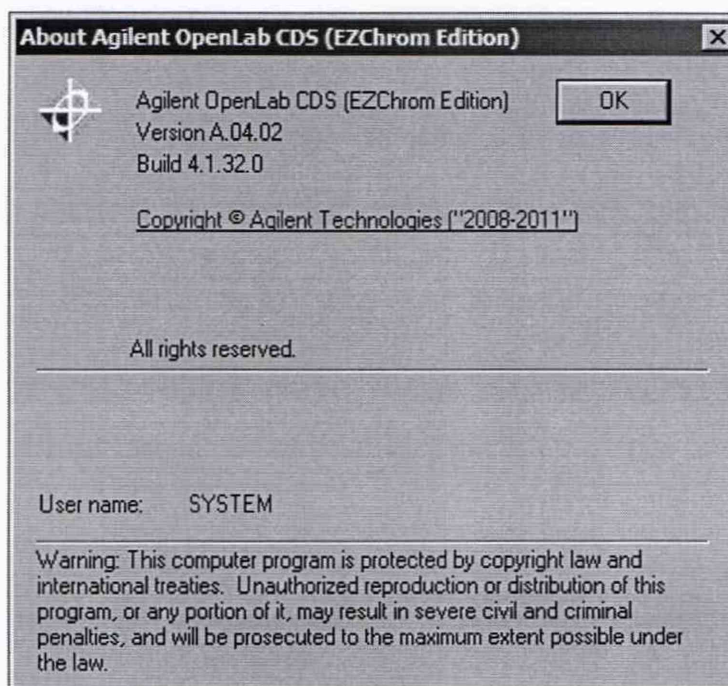 About Agilent OpenLab CDS (EZChrom Edition)
Agilent OpenLab CDS (EZChrom Edition)
OK
Version A.04.02
Build 4.1.32.0
Copyright © Agilent Technologies ("2008-2011")
All rights reserved.
User name: SYSTEM
Warning: This computer program is protected by copyright law and
international treaties. Unauthorized reproduction or distribution of this
program, or any portion of it, may result in severe civil and criminal
penalties, and will be prosecuted to the maximum extent possible under
the law.